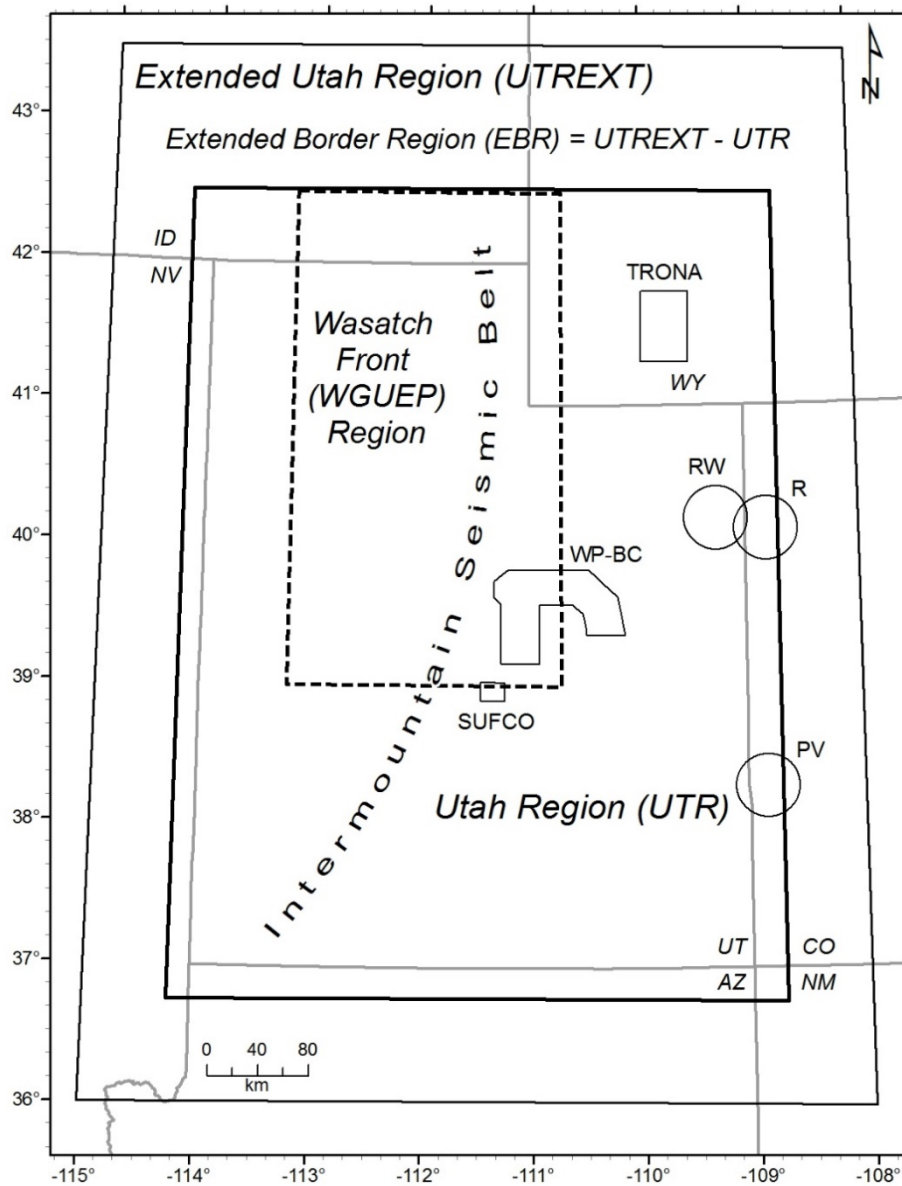 Extended Utah Region (UTREXT)
N
43°
Extended Border Region (EBR) = UTREXT - UTR
ID
42°
NV
TRONA
Wasatch
Front
(WGUEP)
Region
WY
41°
RW
R
40°
WP-BC
Intermountain Seismic Belt
39°
SUFCO
PV
Utah Region (UTR)
38°
37°
UT
CO
AZ
NM
0 40 80
km
36°
-115° -114° -113° -112° -111° -110° -109° -108°